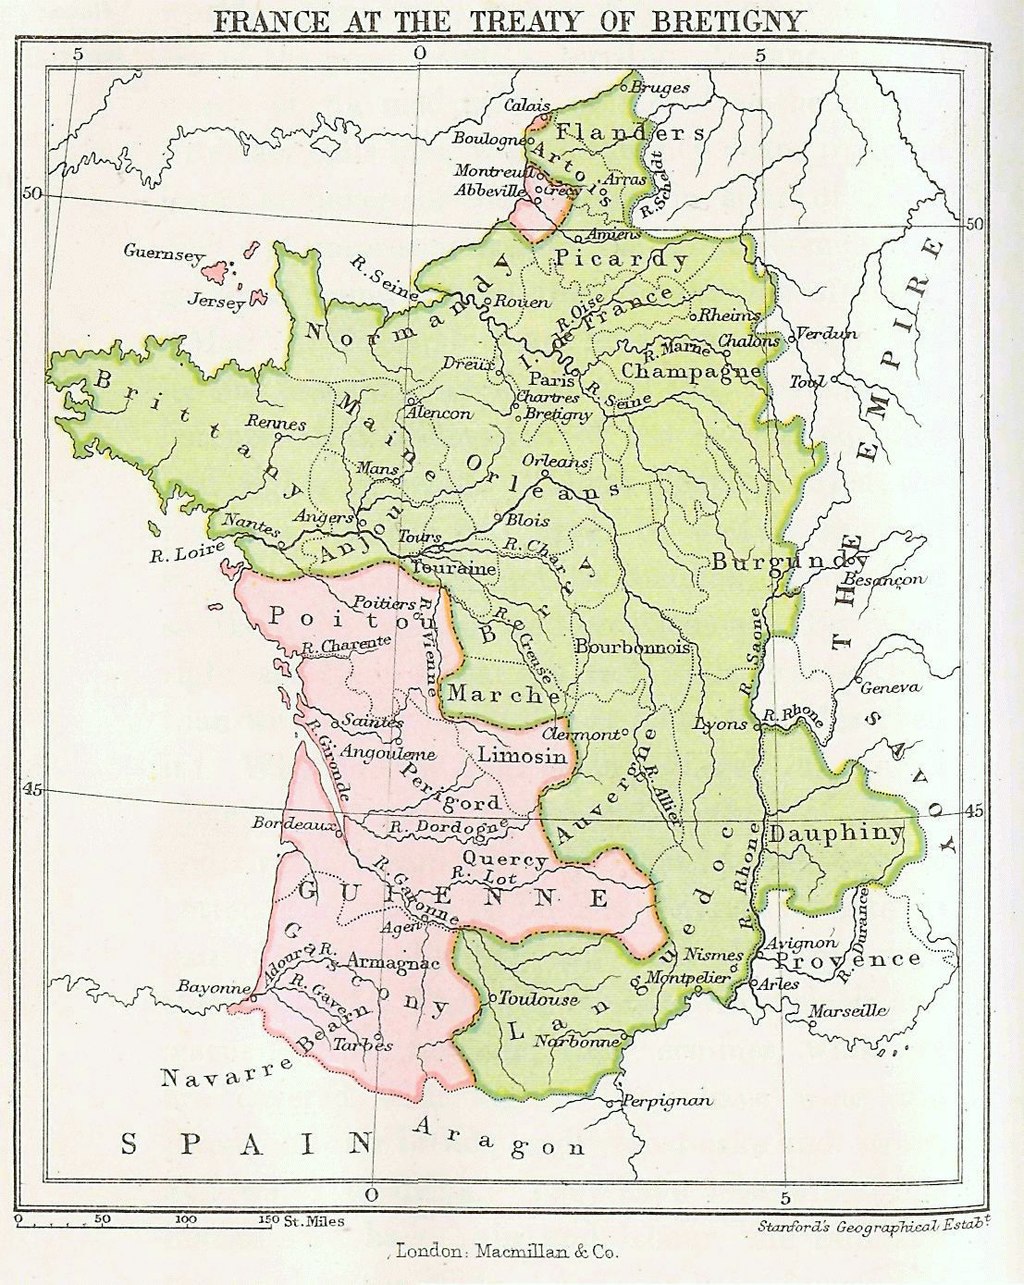 FRANCE AT THE TREATY OF BRETIGNY
5
0
5
Bruges
Calais
Flanders
Boulogne
Artois
R. Scheldt
Montreuil
Arras
Abbeville
Crecy
50
50
Amiens
Guernsey
Picardy
R. Seine
Jersey
Normandy
Rouen
R. Oise
I. de France
Rheims
Verdun
Chalons
R. Marne
Dreux
Champagne
Toul
Paris
Brittany
R. Seine
Chartres
Alencon
Bretigny
Rennes
Maine
THE EMPIRE
Mans
Orleans
Orleans
Nantes
Angers
Anjou
Blois
R. Loire
Tours
R. Cher
Touraine
Burgundy
Besançon
Poitou
Poitiers
R. Vienne
Berry
R. Creuse
R. Charente
Bourbonnois
R. Saone
Geneva
Marche
Saintes
Clermont
Lyons
R. Rhone
SAVOY
R. Gironde
Angouleme
Limosin
Perigord
Auvergne
R. Allier
45
45
Bordeaux
R. Dordogne
Dauphiny
Quercy
R. Lot
R. Garonne
GUIENNE
R. Rhone
Agen
R. Durance
Gascony
Languedoc
Avignon
Nismes
Provence
R. Adour
Armagnac
Montpelier
Arles
Bayonne
R. Gave
Toulouse
Marseille
Bearn
Tarbes
Narbonne
Navarre
Perpignan
SPAIN
Aragon
0
5
0 50 100 150 St. Miles
Stanford's Geographical Estabt.
London: Macmillan & Co.